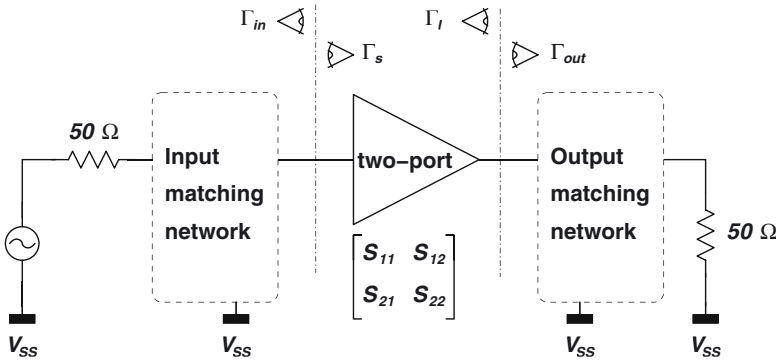 Γin
Γl
Γs
Γout
50 Ω
Input
matching
network
two–port
Output
matching
network
50 Ω
S11 S12
S21 S22
VSS
VSS
VSS
VSS